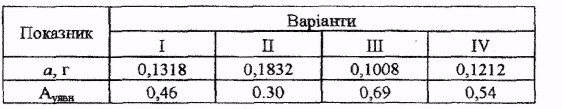 Показник
Варіанти
I II III IV
a, г 0,1318 0,1832 0,1008 0,1212
Ауявн 0,46 0.30 0,69 0,54